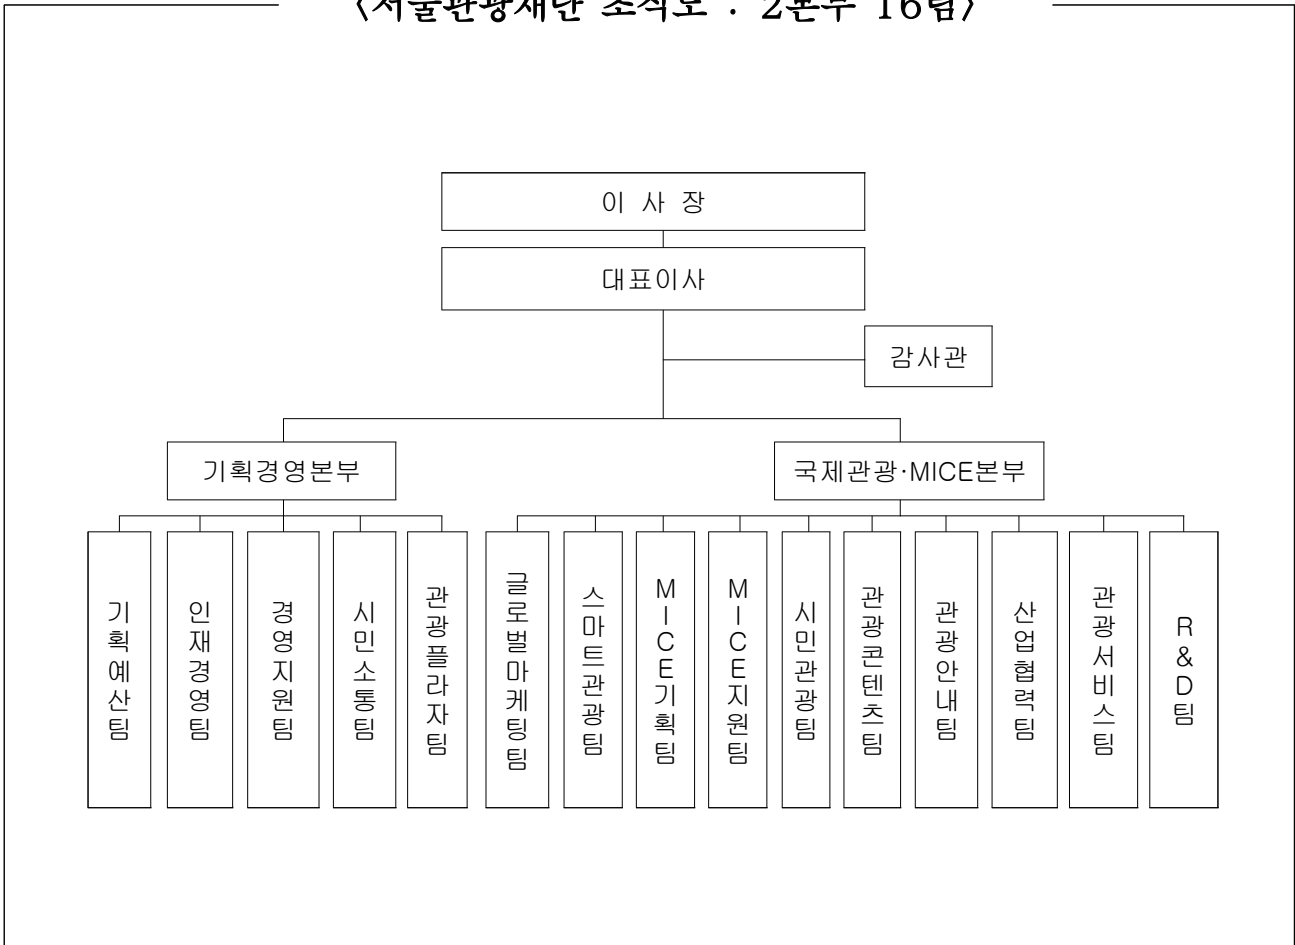 〈서울관광재단 조직도 : 2본부 16팀〉
이 사 장
대표이사
감사관
기획경영본부
국제관광·MICE본부
기획예산팀
인재경영팀
경영지원팀
시민소통팀
관광플라자팀
글로벌마케팅팀
스마트관광팀
MICE기획팀
MICE지원팀
시민관광팀
관광콘텐츠팀
관광안내팀
산업협력팀
관광서비스팀
R&D팀